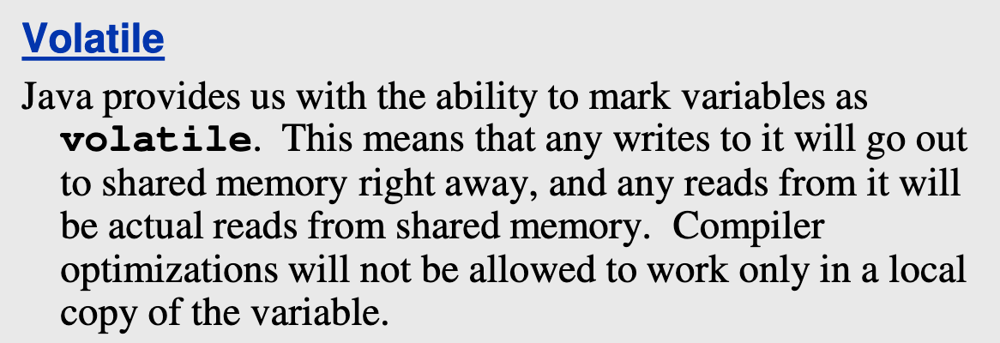 Volatile
Java provides us with the ability to mark variables as
volatile.  This means that any writes to it will go out
to shared memory right away, and any reads from it will
be actual reads from shared memory.  Compiler
optimizations will not be allowed to work only in a local
copy of the variable.